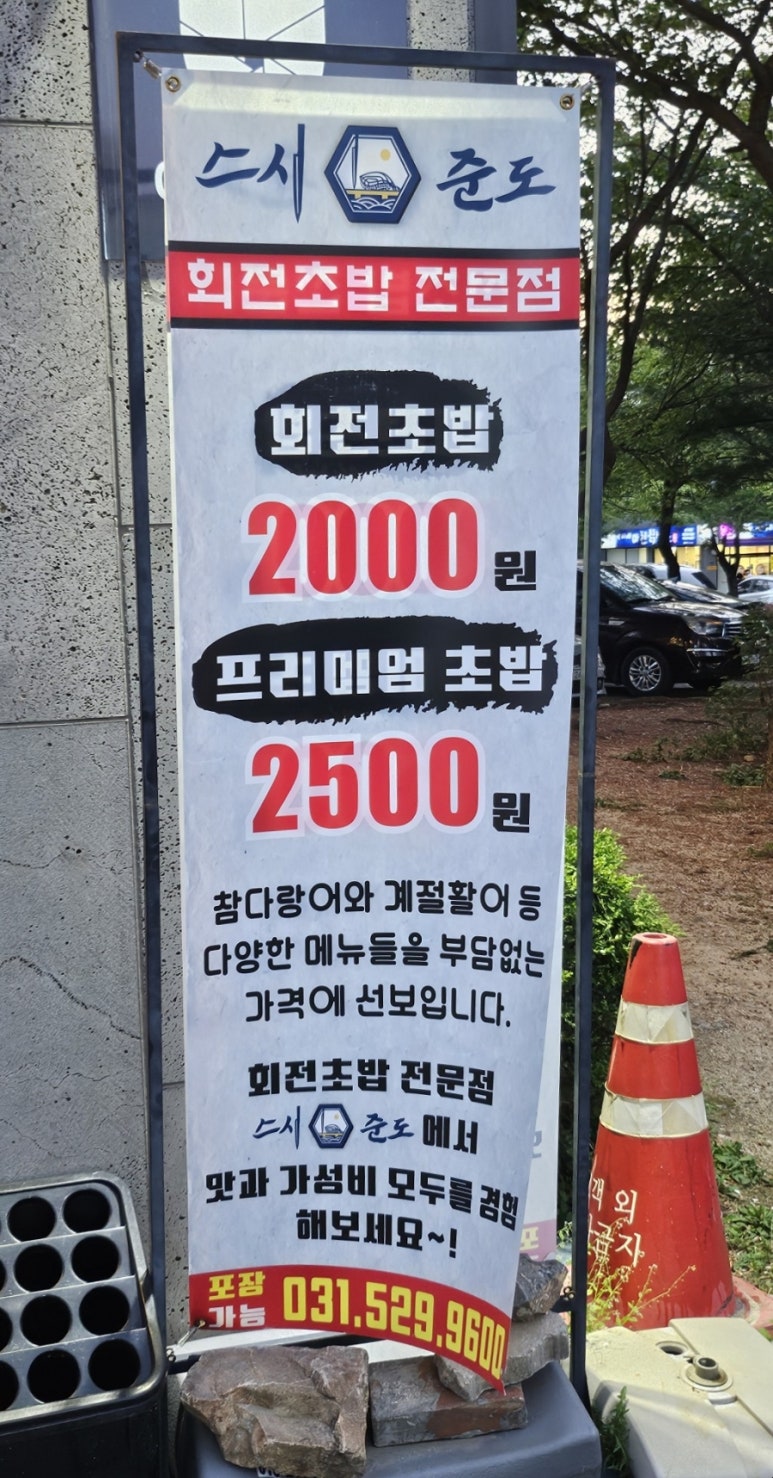 스시 준도
회전초밥 전문점
회전초밥
2000 원
프리미엄 초밥
2500 원
참다랑어와 계절활어 등
다양한 메뉴들을 부담없는
가격에 선보입니다.
회전초밥 전문점
스시 준도 에서
맛과 가성비 모두를 경험
해보세요~!
포장
가능
031.529.9600
객 외